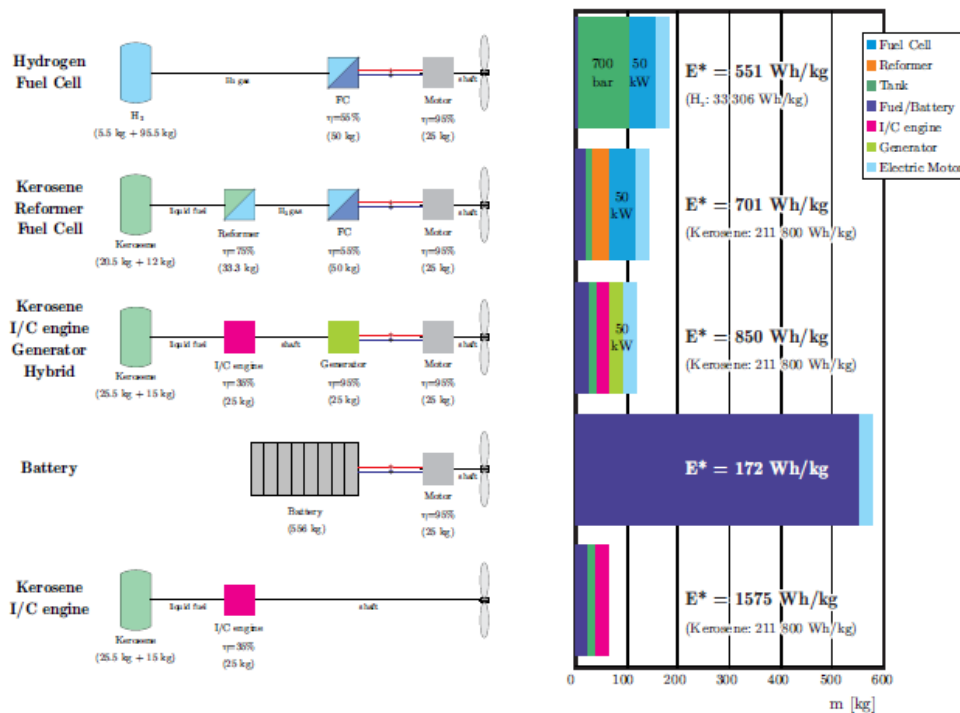 Hydrogen
Fuel Cell
H₂
(5.5 kg + 95.5 kg)
H₂ gas
FC
η=55%
(50 kg)
Motor
η=95%
(25 kg)
shaft
Kerosene
Reformer
Fuel Cell
Kerosene
(20.5 kg + 12 kg)
liquid fuel
Reformer
η=75%
(33.3 kg)
H₂ gas
FC
η=55%
(50 kg)
Motor
η=95%
(25 kg)
shaft
Kerosene
I/C engine
Generator
Hybrid
Kerosene
(25.5 kg + 15 kg)
liquid fuel
I/C engine
η=35%
(25 kg)
shaft
Generator
η=95%
(25 kg)
Motor
η=95%
(25 kg)
shaft
Battery
Battery
(556 kg)
Motor
η=95%
(25 kg)
shaft
Kerosene
I/C engine
Kerosene
(25.5 kg + 15 kg)
liquid fuel
I/C engine
η=35%
(25 kg)
shaft
700
bar
50
kW
E* = 551 Wh/kg
(H₂: 33 306 Wh/kg)
50
kW
E* = 701 Wh/kg
(Kerosene: 211 800 Wh/kg)
50
kW
E* = 850 Wh/kg
(Kerosene: 211 800 Wh/kg)
E* = 172 Wh/kg
E* = 1575 Wh/kg
(Kerosene: 211 800 Wh/kg)
Fuel Cell
Reformer
Tank
Fuel/Battery
I/C engine
Generator
Electric Motor
0 100 200 300 400 500 600
m [kg]